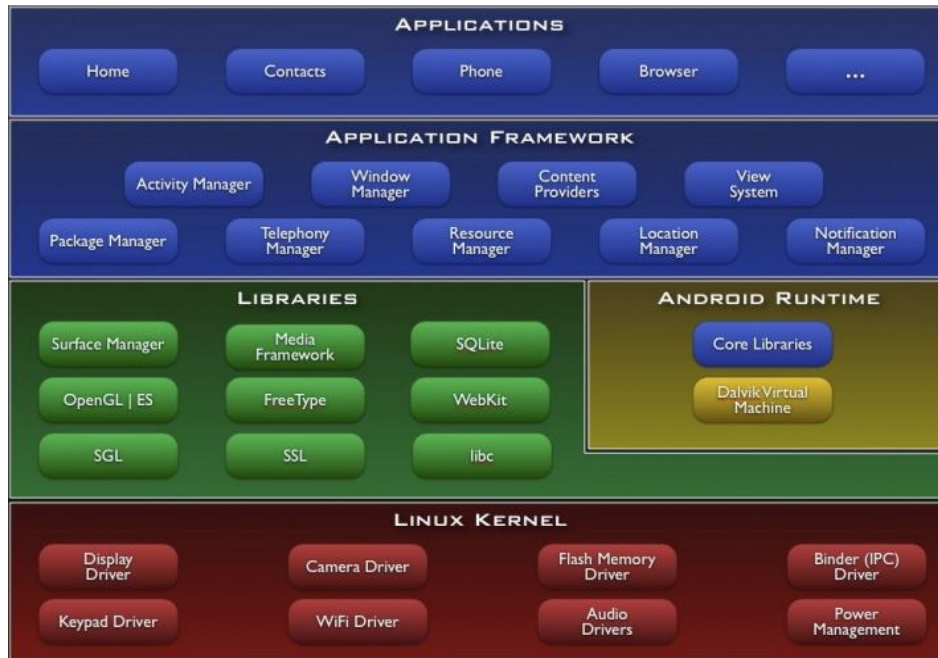 APPLICATIONS
Home
Contacts
Phone
Browser
...
APPLICATION FRAMEWORK
Activity Manager
Window
Manager
Content
Providers
View
System
Package Manager
Telephony
Manager
Resource
Manager
Location
Manager
Notification
Manager
LIBRARIES
Surface Manager
Media
Framework
SQLite
OpenGL | ES
FreeType
WebKit
SGL
SSL
libc
ANDROID RUNTIME
Core Libraries
Dalvik Virtual
Machine
LINUX KERNEL
Display
Driver
Camera Driver
Flash Memory
Driver
Binder (IPC)
Driver
Keypad Driver
WiFi Driver
Audio
Drivers
Power
Management